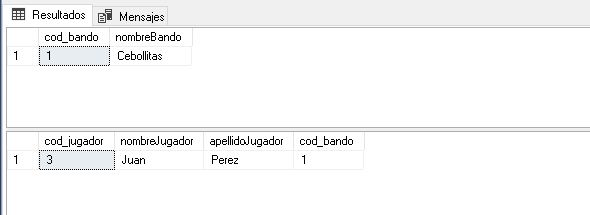 Resultados Mensajes
cod_bando nombreBando
1 1 Cebollitas
cod_jugador nombreJugador apellidoJugador cod_bando
1 3 Juan Perez 1